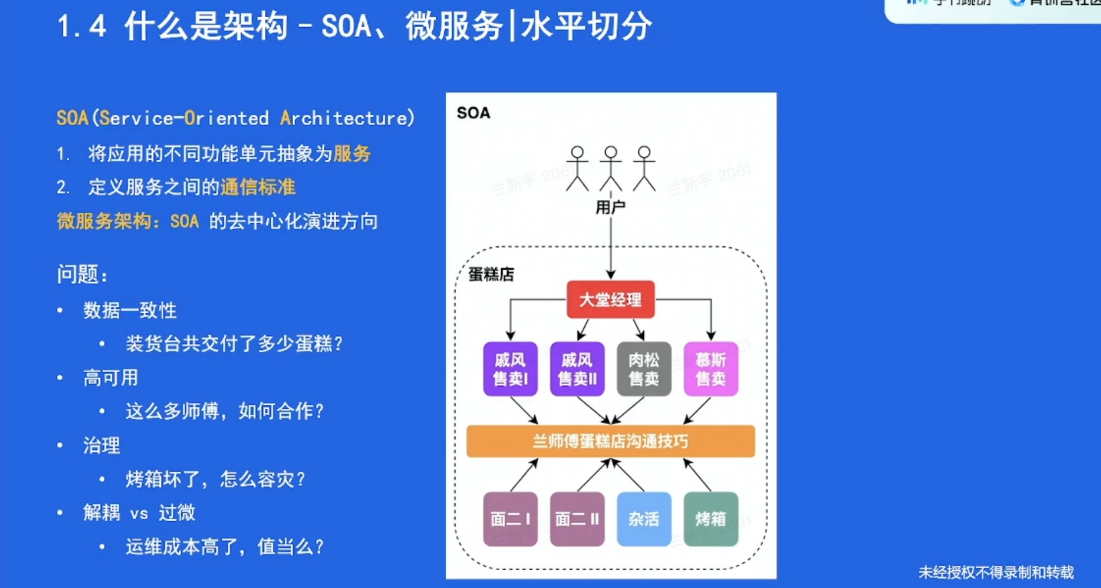 1.4 什么是架构 - SOA、微服务|水平切分
SOA(Service-Oriented Architecture)
1. 将应用的不同功能单元抽象为服务
2. 定义服务之间的通信标准
微服务架构：SOA 的去中心化演进方向
问题：
• 数据一致性
• 装货台共交付了多少蛋糕？
• 高可用
• 这么多师傅，如何合作？
• 治理
• 烤箱坏了，怎么容灾？
• 解耦 vs 过微
• 运维成本高了，值当么？
SOA
兰新宇 2061
兰新宇 2061
用户
蛋糕店
大堂经理
戚风
售卖I
戚风
售卖II
肉松
售卖
慕斯
售卖
兰师傅蛋糕店沟通技巧
面二 I
面二 II
杂活
烤箱
未经授权不得录制和转载